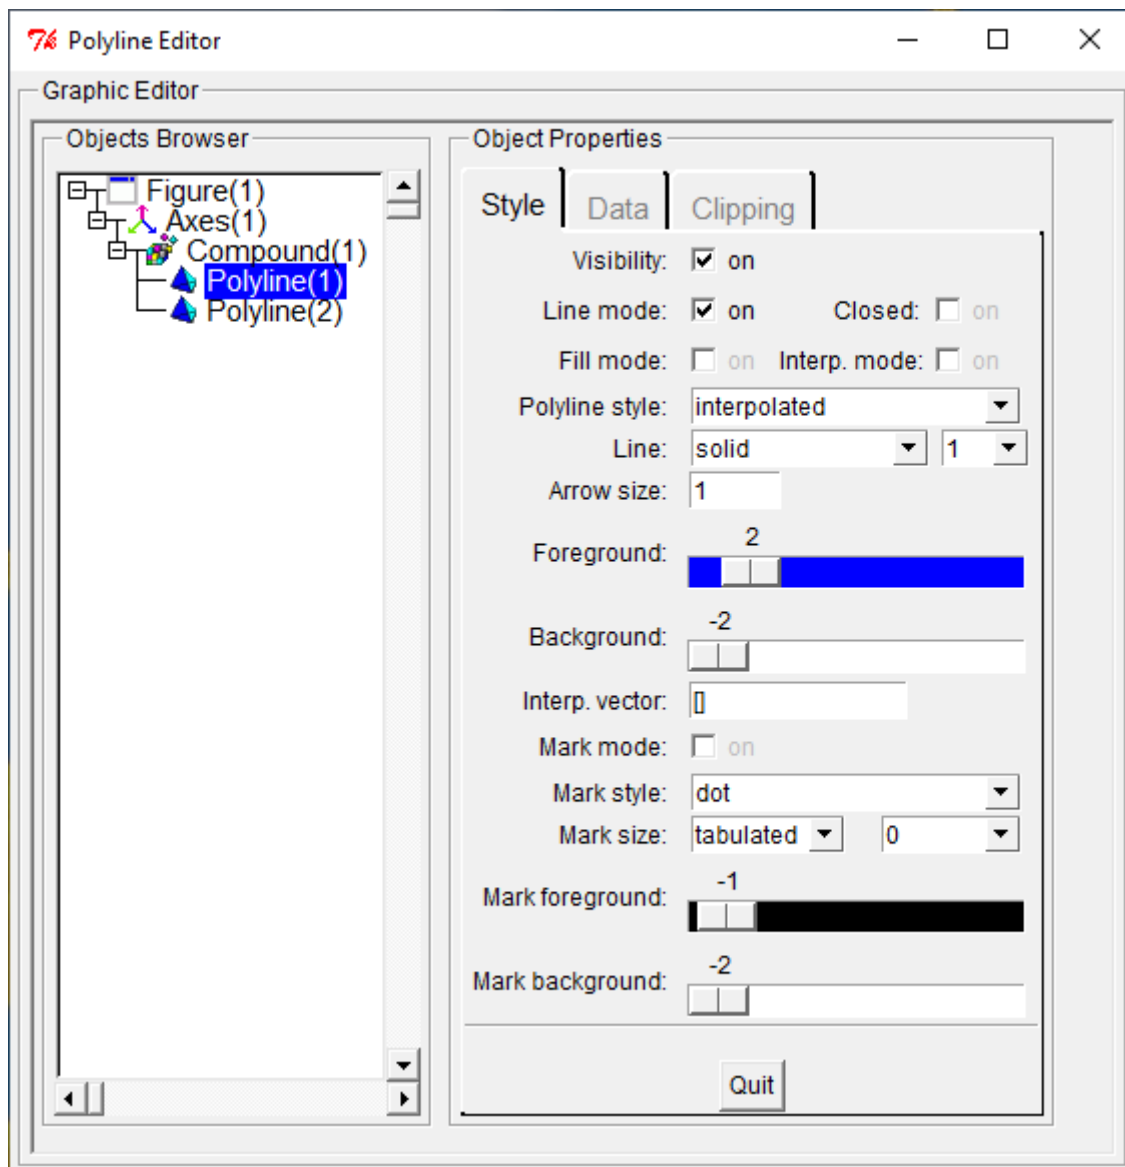 Polyline Editor
Graphic Editor
Objects Browser
Figure(1)
Axes(1)
Compound(1)
Polyline(1)
Polyline(2)
Object Properties
Style Data Clipping
Visibility: on
Line mode: on Closed: on
Fill mode: on Interp. mode: on
Polyline style: interpolated
Line: solid 1
Arrow size: 1
2
Foreground:
-2
Background:
Interp. vector: []
Mark mode: on
Mark style: dot
Mark size: tabulated 0
-1
Mark foreground:
-2
Mark background:
Quit